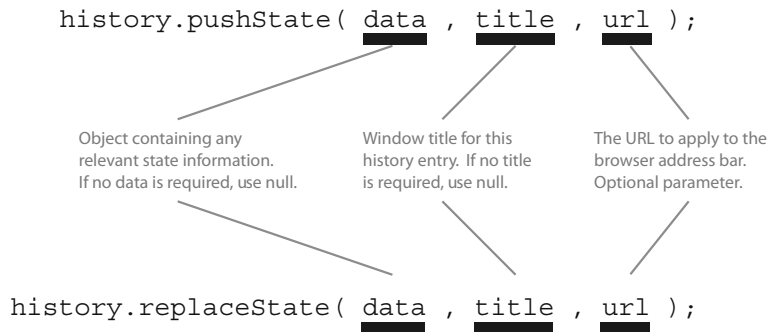 history.pushState( data , title , url );
Object containing any
relevant state information.
If no data is required, use null.
Window title for this
history entry.  If no title
is required, use null.
The URL to apply to the
browser address bar.
Optional parameter.
history.replaceState( data , title , url );